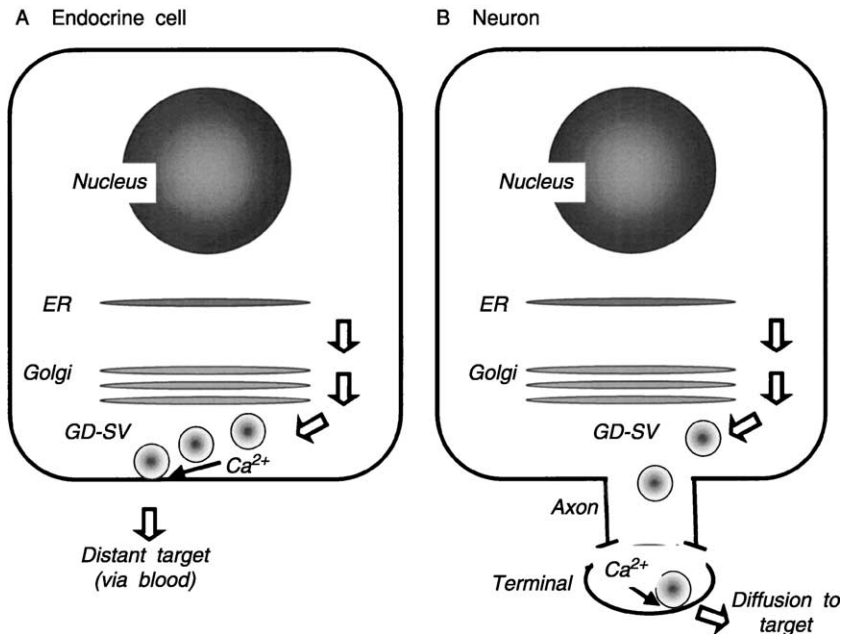 A Endocrine cell
Nucleus
ER
Golgi
GD-SV
Ca²⁺
Distant target
(via blood)
B Neuron
Nucleus
ER
Golgi
GD-SV
Axon
Ca²⁺
Terminal
Diffusion to
target